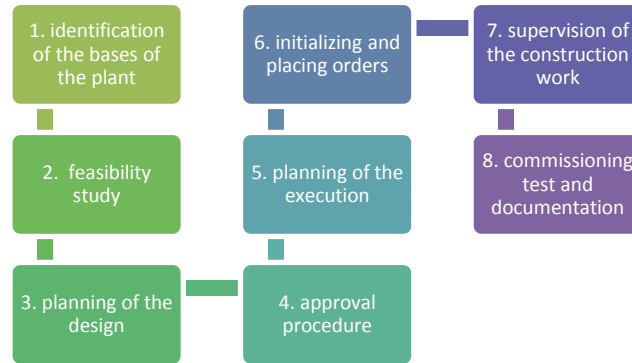 1. identification
of the bases of
the plant
2. feasibility
study
3. planning of the
design
4. approval
procedure
5. planning of the
execution
6. initializing and
placing orders
7. supervision of
the construction
work
8. commissioning
test and
documentation